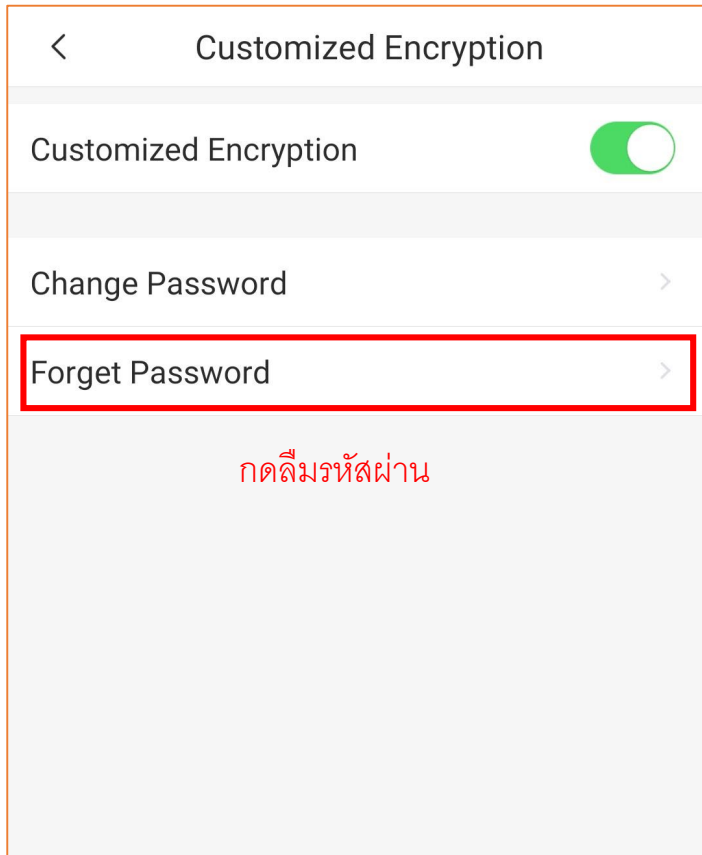 Customized Encryption
Customized Encryption
Change Password
Forget Password
กดลืมรหัสผ่าน